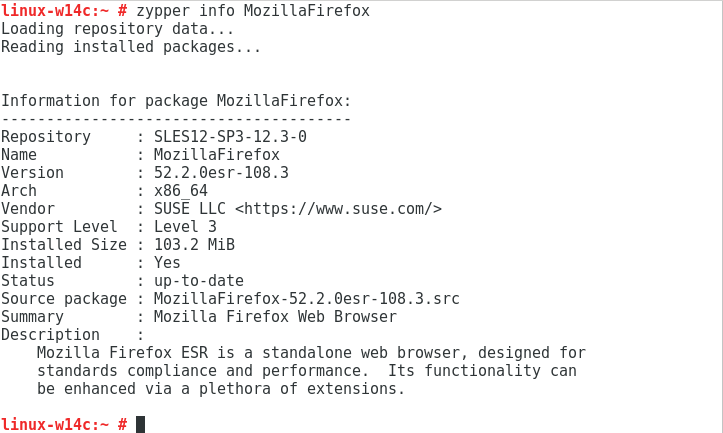 linux-w14c:~ # zypper info MozillaFirefox
Loading repository data...
Reading installed packages...
Information for package MozillaFirefox:
---------------------------------------
Repository     : SLES12-SP3-12.3-0
Name           : MozillaFirefox
Version        : 52.2.0esr-108.3
Arch           : x86_64
Vendor         : SUSE LLC <https://www.suse.com/>
Support Level  : Level 3
Installed Size : 103.2 MiB
Installed      : Yes
Status         : up-to-date
Source package : MozillaFirefox-52.2.0esr-108.3.src
Summary        : Mozilla Firefox Web Browser
Description    :
    Mozilla Firefox ESR is a standalone web browser, designed for
    standards compliance and performance.  Its functionality can
    be enhanced via a plethora of extensions.
linux-w14c:~ #